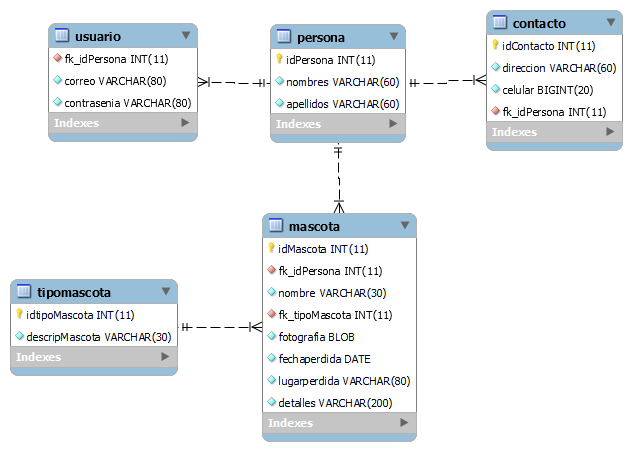 usuario
fk_idPersona INT(11)
correo VARCHAR(80)
contrasenia VARCHAR(80)
Indexes
persona
idPersona INT(11)
nombres VARCHAR(60)
apellidos VARCHAR(60)
Indexes
contacto
idContacto INT(11)
direccion VARCHAR(60)
celular BIGINT(20)
fk_idPersona INT(11)
Indexes
tipomascota
idtipoMascota INT(11)
descripMascota VARCHAR(30)
Indexes
mascota
idMascota INT(11)
fk_idPersona INT(11)
nombre VARCHAR(30)
fk_tipoMascota INT(11)
fotografia BLOB
fechaperdida DATE
lugarperdida VARCHAR(80)
detalles VARCHAR(200)
Indexes